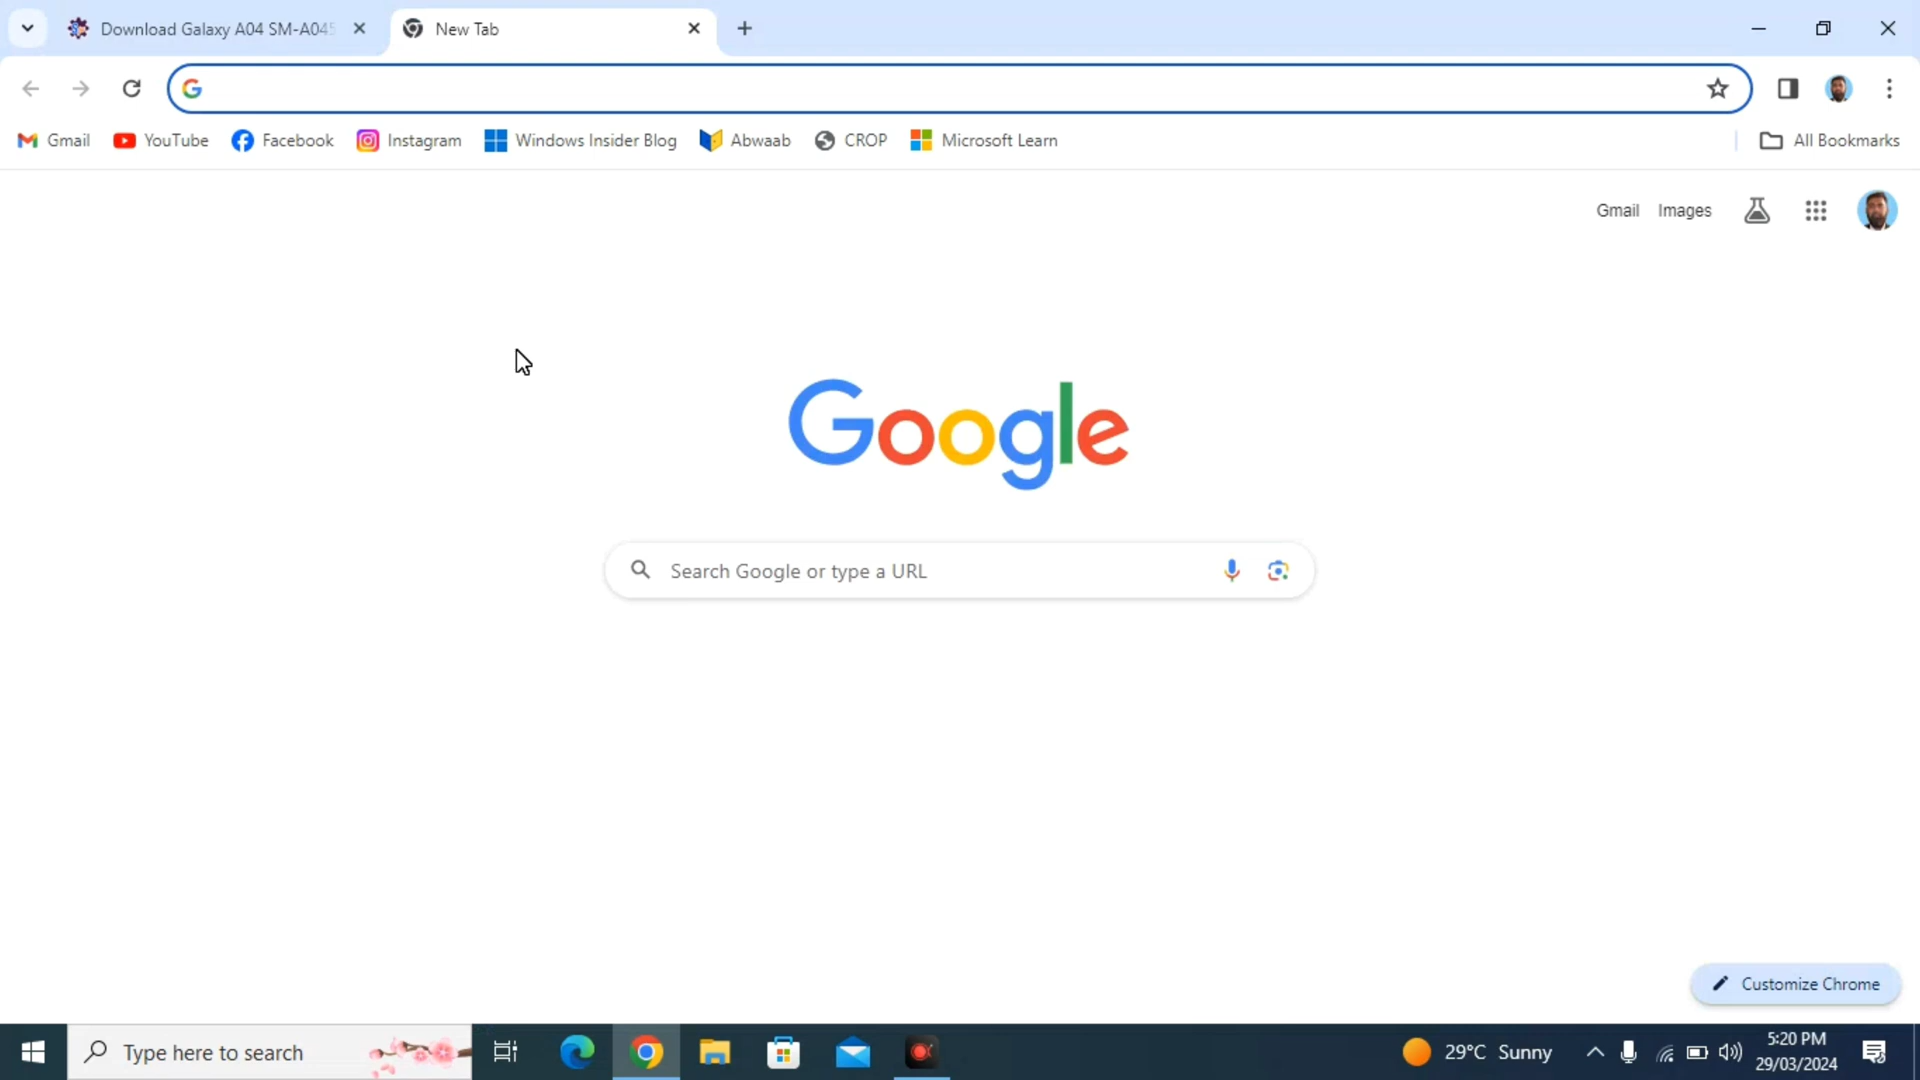 Download Galaxy A04 SM-A045
New Tab
Gmail
YouTube
Facebook
Instagram
Windows Insider Blog
Abwaab
CROP
Microsoft Learn
All Bookmarks
Gmail
Images
Google
Search Google or type a URL
Customize Chrome
Type here to search
29°C Sunny
5:20 PM
29/03/2024